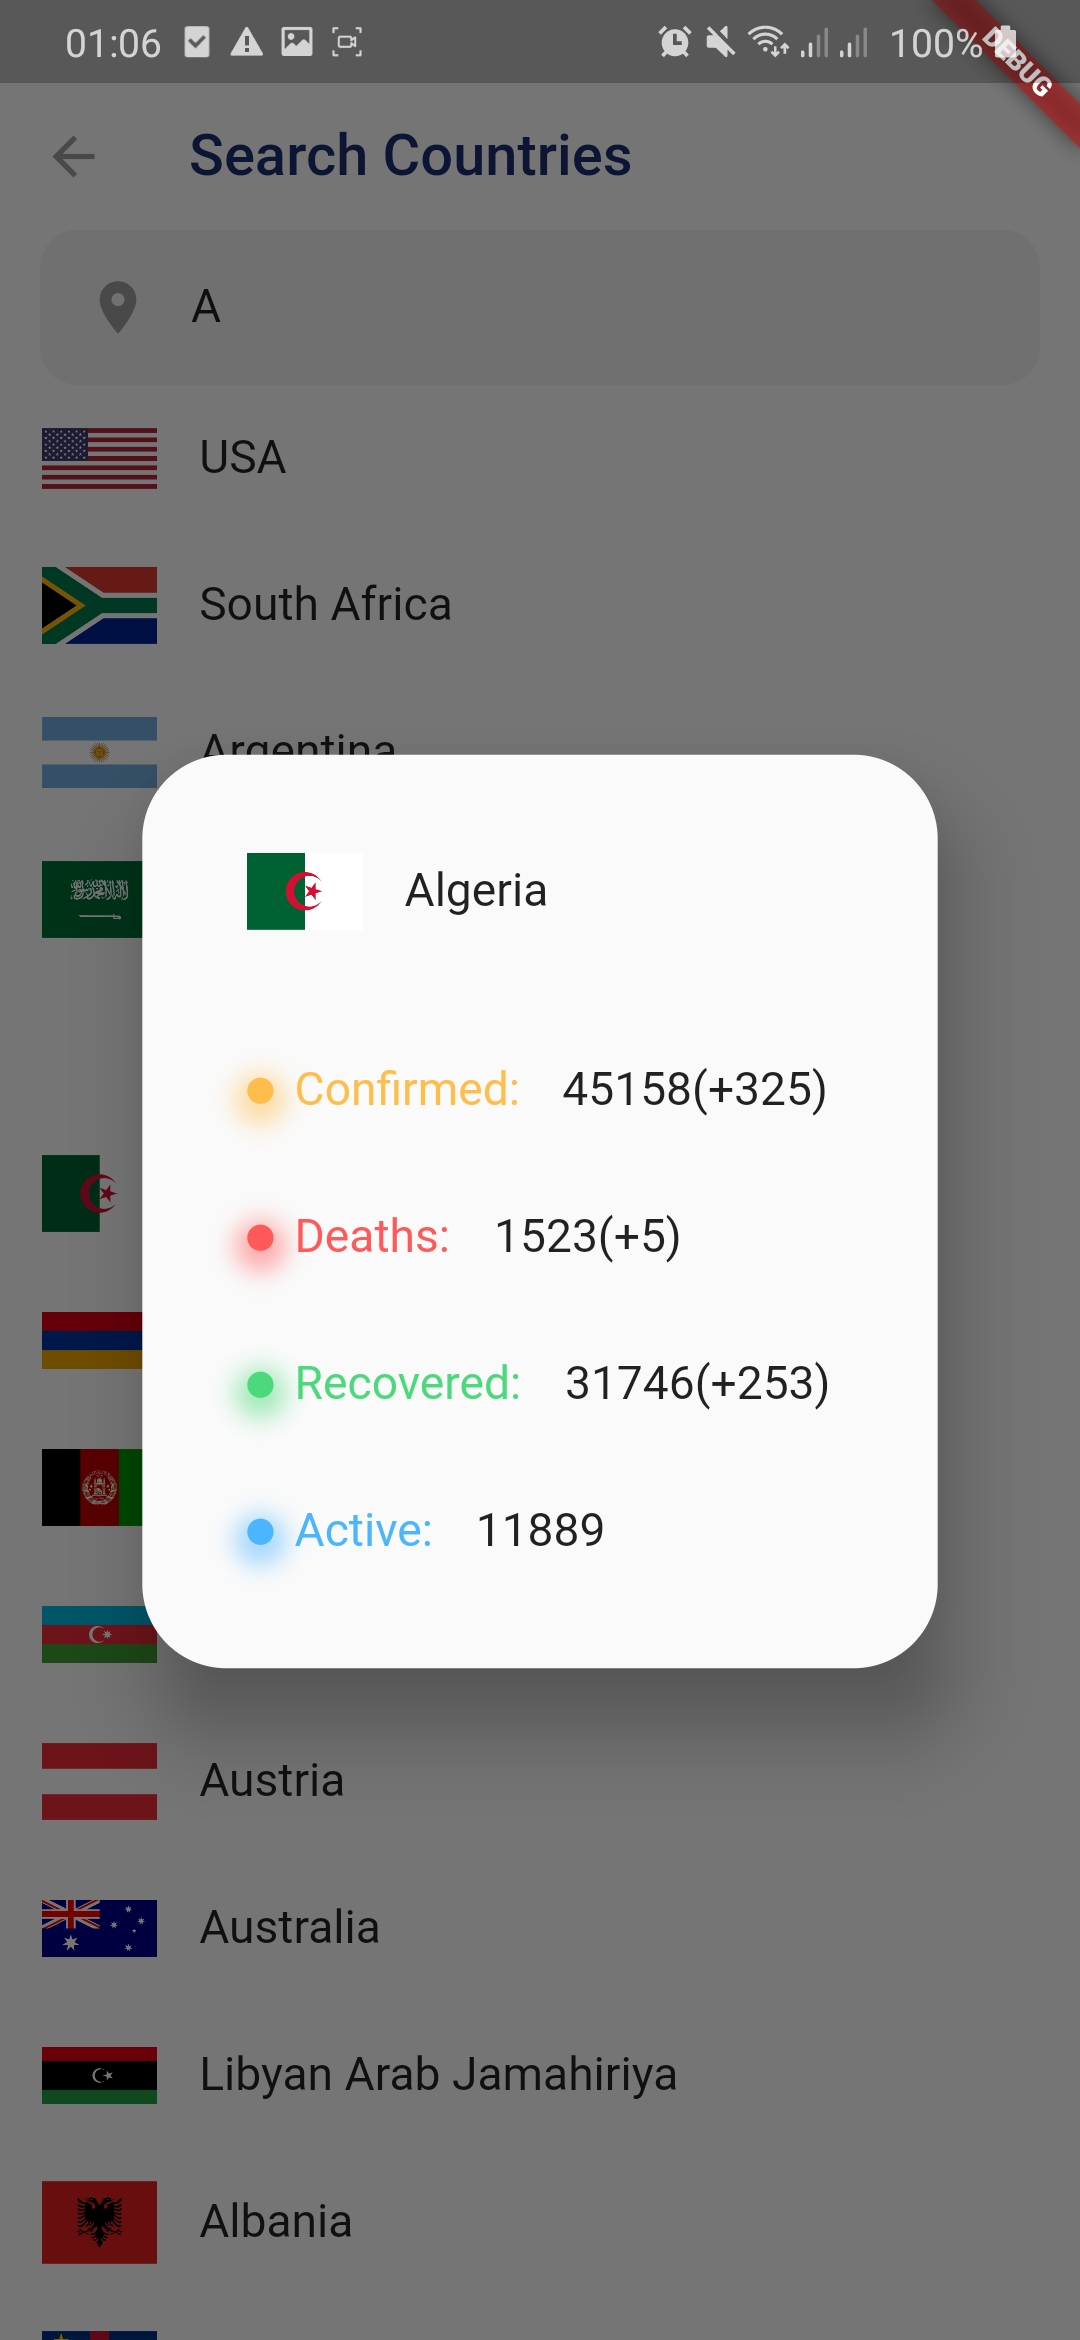 01:06 100%
DEBUG
Search Countries
A
USA
South Africa
Argentina
Algeria
Confirmed: 45158(+325)
Deaths: 1523(+5)
Recovered: 31746(+253)
Active: 11889
Austria
Australia
Libyan Arab Jamahiriya
Albania